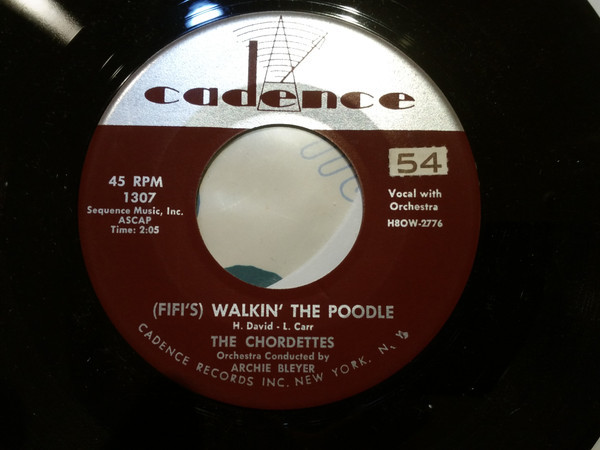 cadence
54
45 RPM
1307
Sequence Music, Inc.
ASCAP
Time: 2:05
Vocal with
Orchestra
H8OW-2776
(FIFI'S) WALKIN' THE POODLE
H. David - L. Carr
THE CHORDETTES
Orchestra Conducted by
ARCHIE BLEYER
CADENCE RECORDS INC. NEW YORK, N. Y.